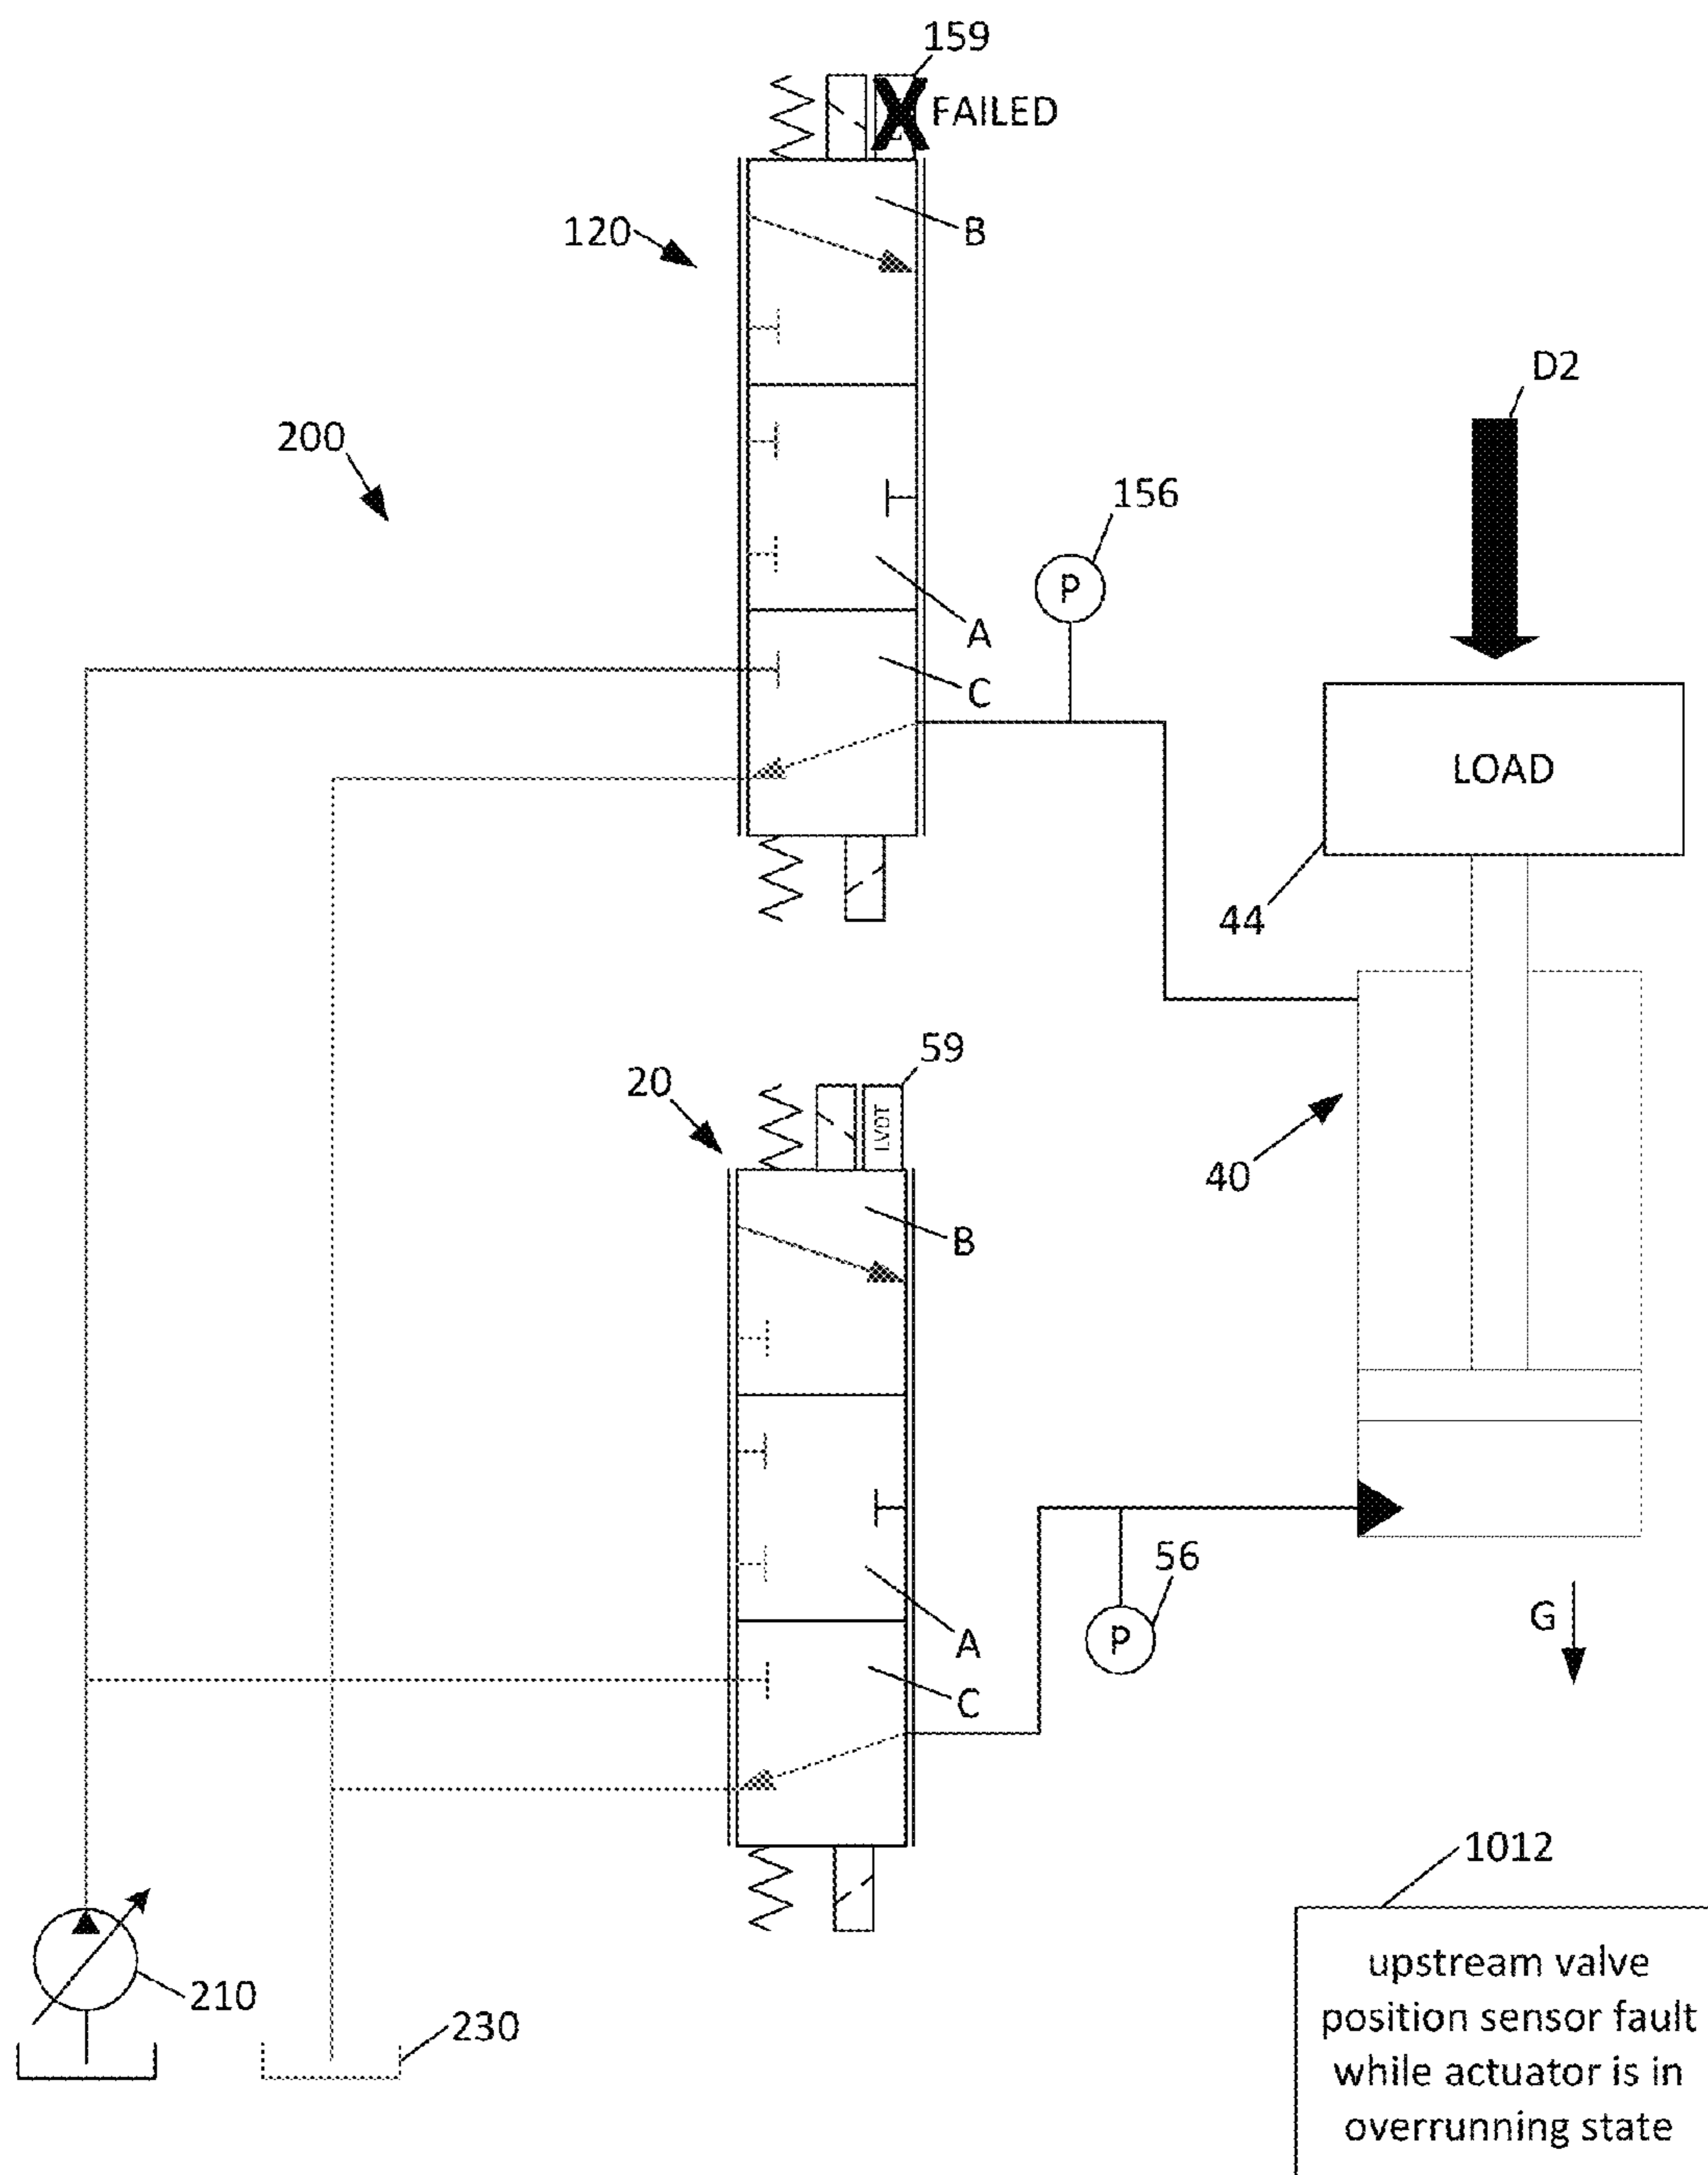 159
FAILED
120
B
D2
200
156
P
A
C
LOAD
44
59
20
LVDT
40
B
56
P
A
G
C
1012
210
230
upstream valve
position sensor fault
while actuator is in
overrunning state